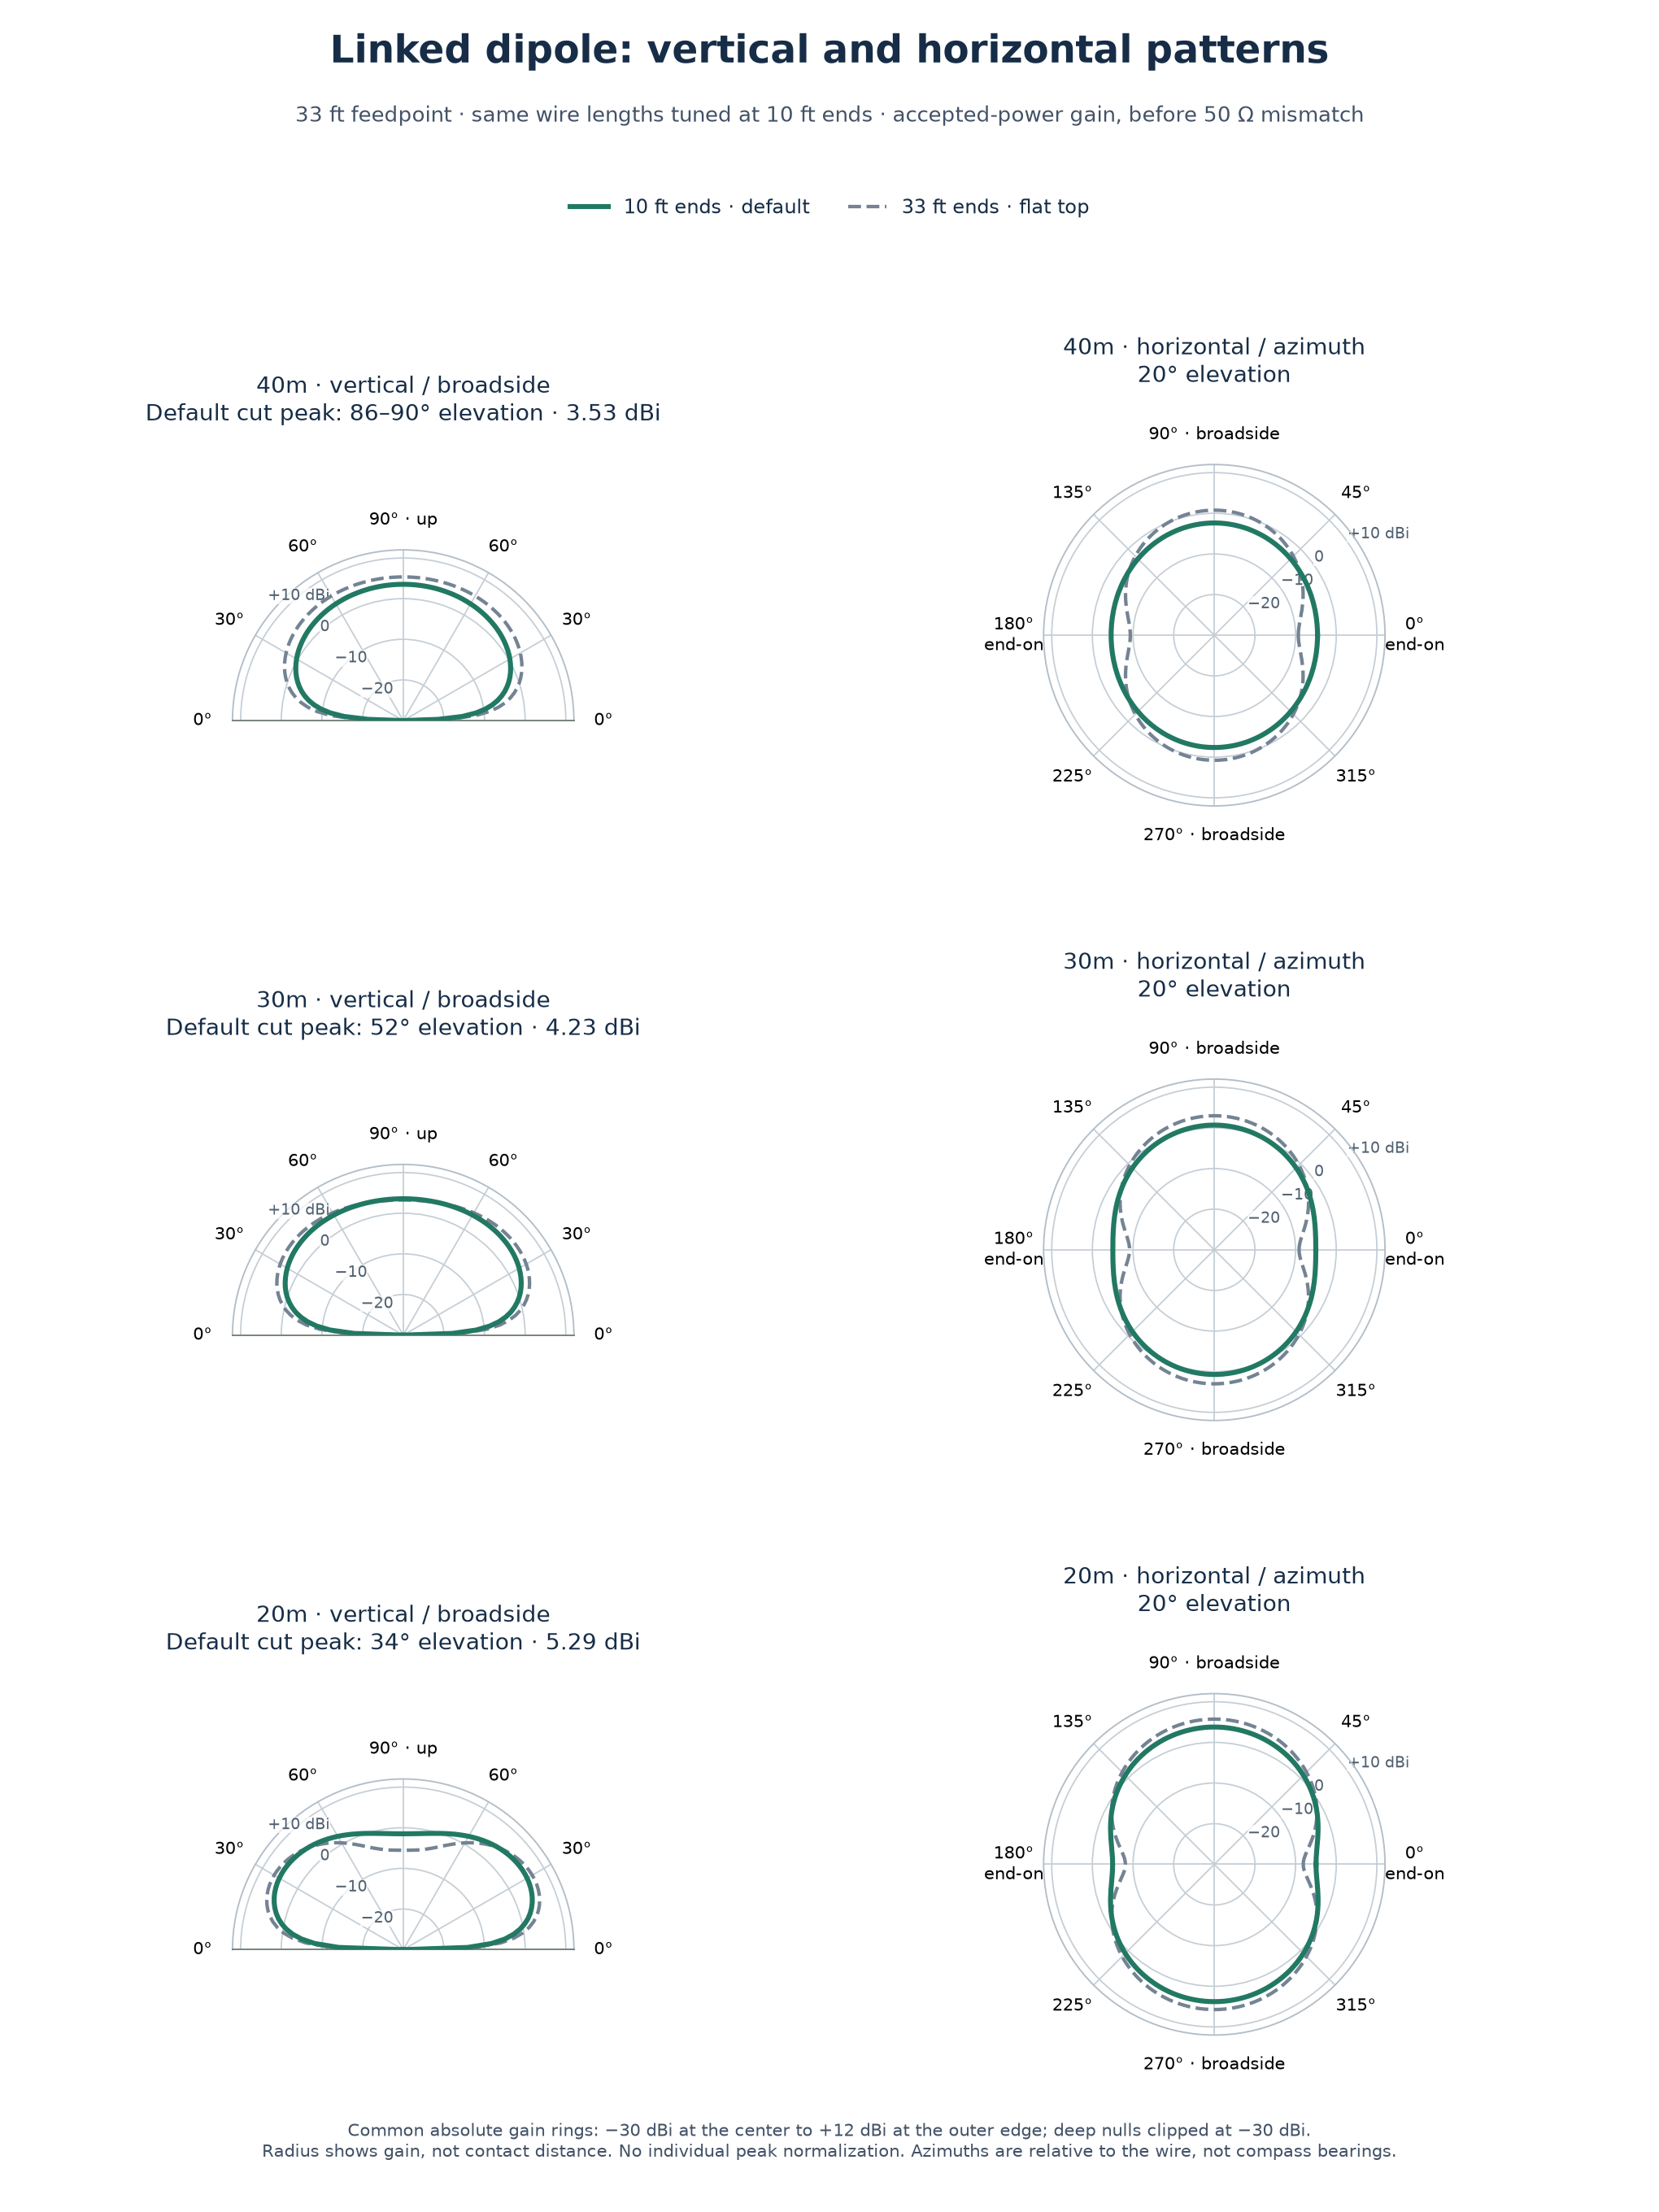 Linked dipole: vertical and horizontal patterns
33 ft feedpoint · same wire lengths tuned at 10 ft ends · accepted-power gain, before 50 Ω mismatch
10 ft ends · default
33 ft ends · flat top
40m · vertical / broadside
Default cut peak: 86–90° elevation · 3.53 dBi
90° · up
60°
60°
30°
30°
0°
0°
+10 dBi
0
−10
−20
40m · horizontal / azimuth
20° elevation
90° · broadside
135°
45°
+10 dBi
0
−10
−20
180°
end-on
0°
end-on
225°
315°
270° · broadside
30m · vertical / broadside
Default cut peak: 52° elevation · 4.23 dBi
90° · up
60°
60°
30°
30°
0°
0°
+10 dBi
0
−10
−20
30m · horizontal / azimuth
20° elevation
90° · broadside
135°
45°
+10 dBi
0
−10
−20
180°
end-on
0°
end-on
225°
315°
270° · broadside
20m · vertical / broadside
Default cut peak: 34° elevation · 5.29 dBi
90° · up
60°
60°
30°
30°
0°
0°
+10 dBi
0
−10
−20
20m · horizontal / azimuth
20° elevation
90° · broadside
135°
45°
+10 dBi
0
−10
−20
180°
end-on
0°
end-on
225°
315°
270° · broadside
Common absolute gain rings: −30 dBi at the center to +12 dBi at the outer edge; deep nulls clipped at −30 dBi.
Radius shows gain, not contact distance. No individual peak normalization. Azimuths are relative to the wire, not compass bearings.